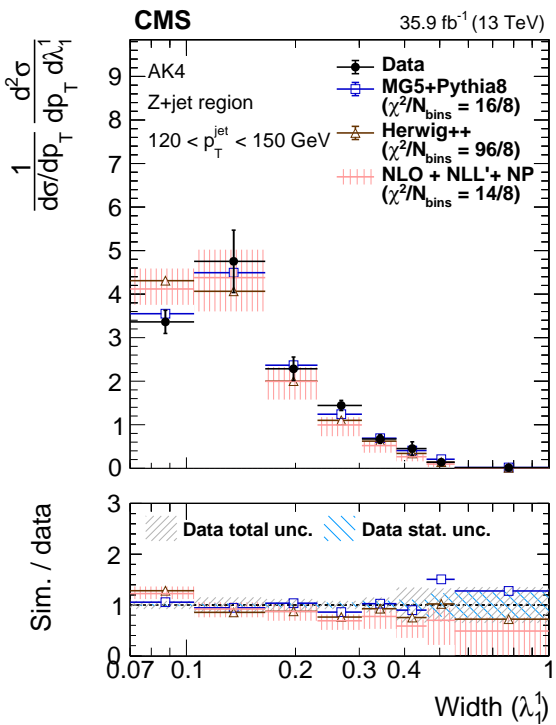 CMS 35.9 fb⁻¹ (13 TeV)
1/(dσ/dp_T) d²σ/(dp_T dλ₁¹)
9
8
7
6
5
4
3
2
1
0
AK4
Z+jet region
120 < p_T^jet < 150 GeV
Data
MG5+Pythia8
(χ²/N_bins = 16/8)
Herwig++
(χ²/N_bins = 96/8)
NLO + NLL'+ NP
(χ²/N_bins = 14/8)
Sim. / data
3
2
1
0
Data total unc. Data stat. unc.
0.07 0.1 0.2 0.3 0.4 1
Width (λ₁¹)